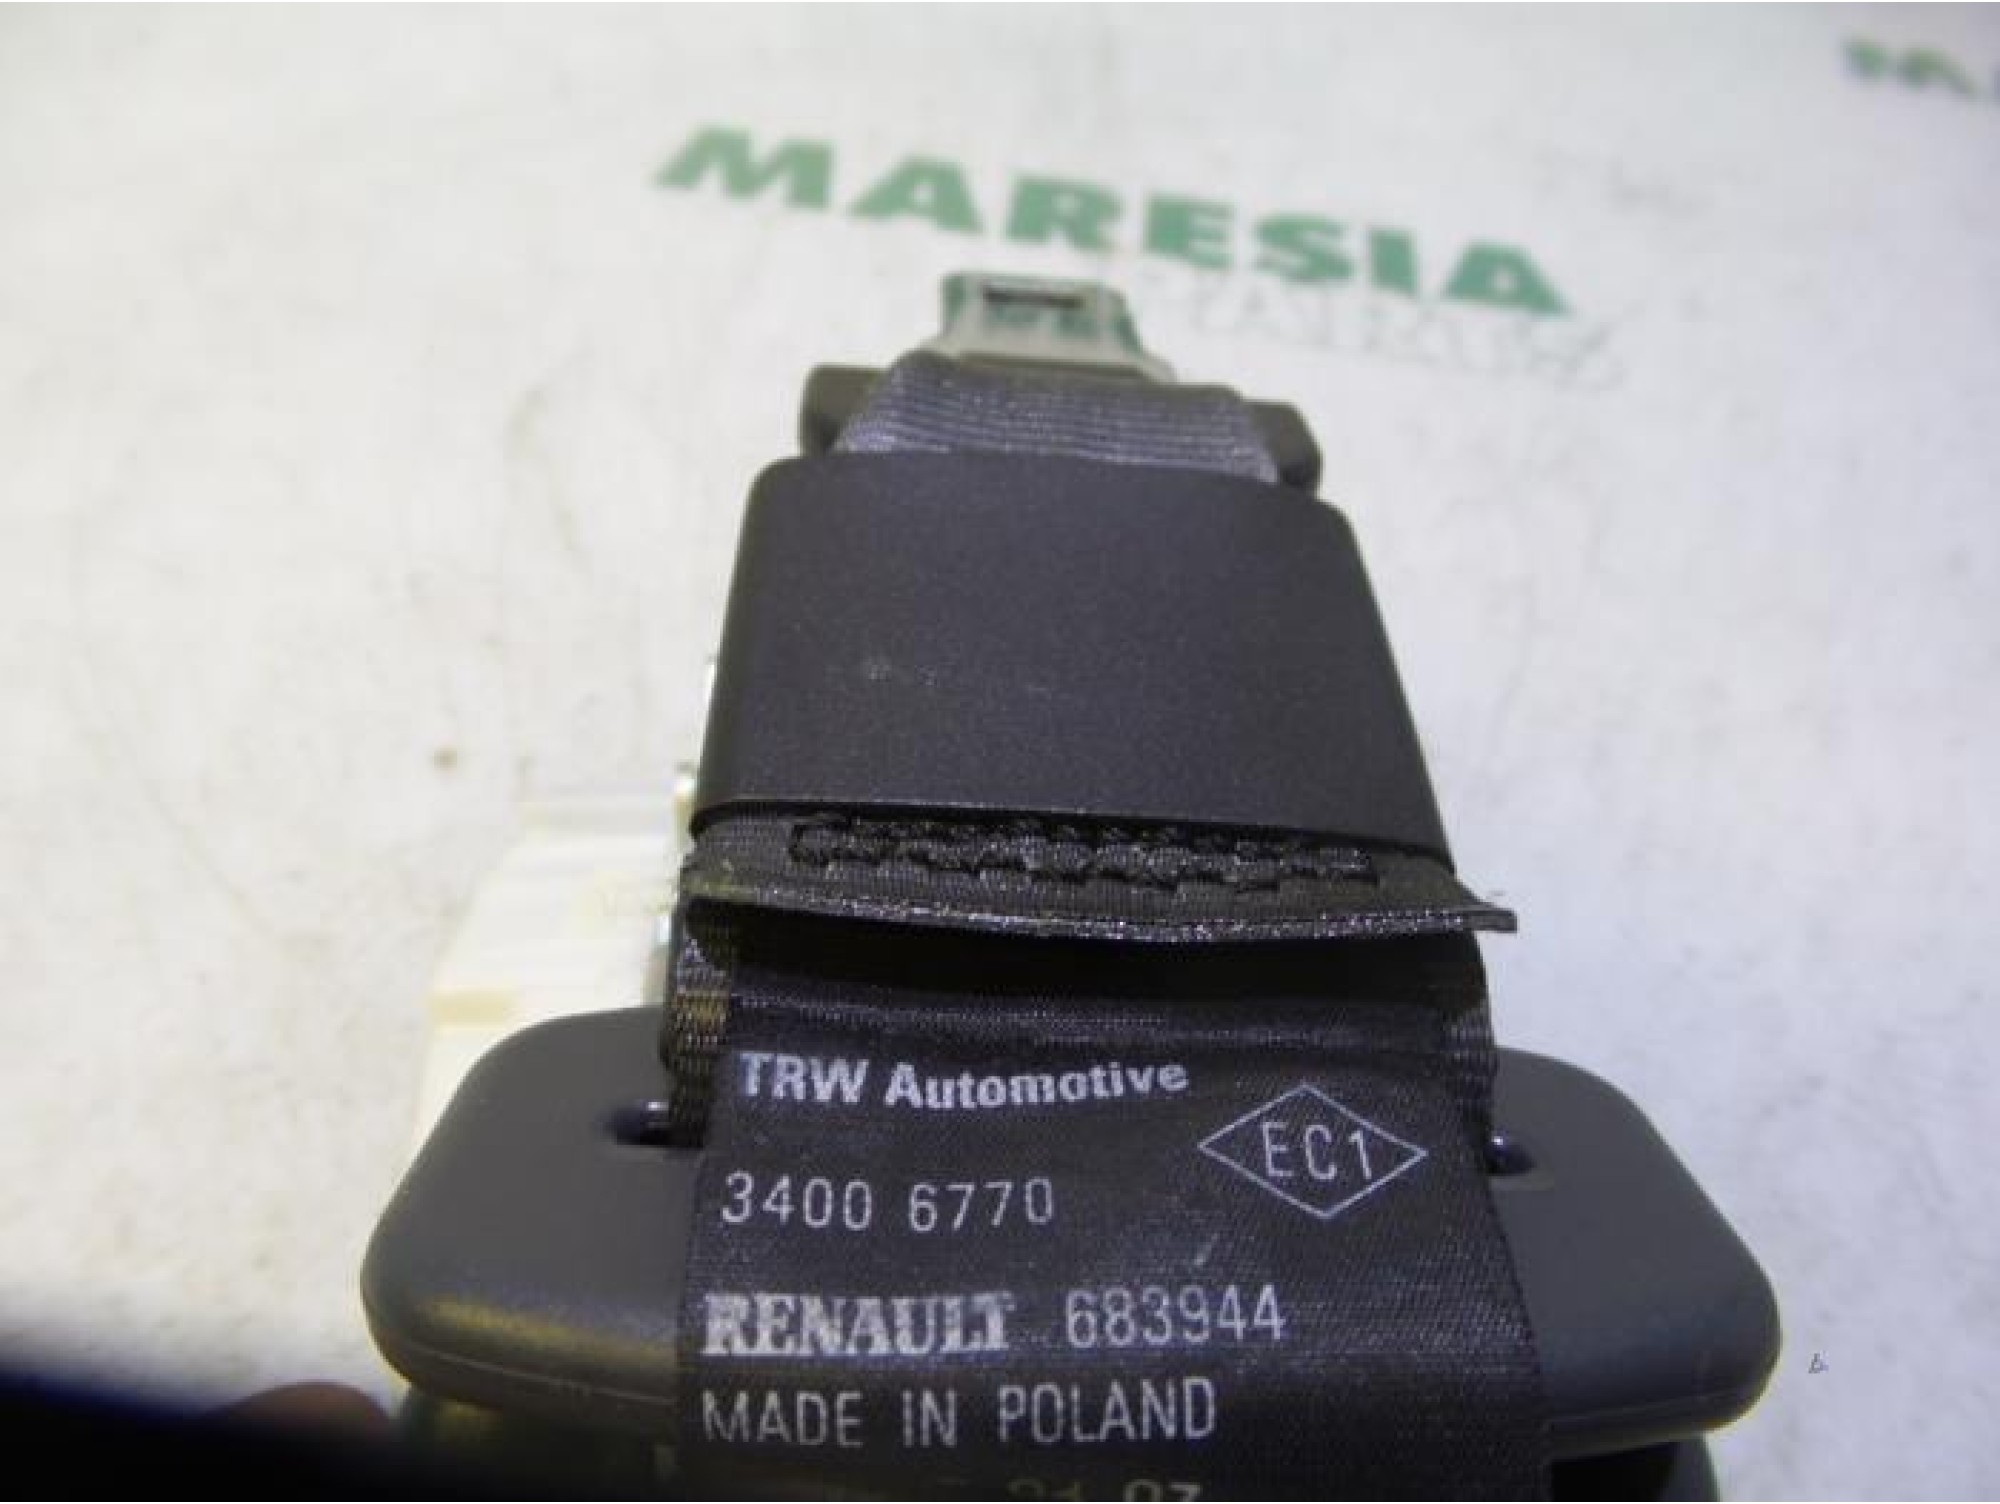 MARESIA
TRW Automotive
EC1
3400 6770
RENAULT 683944
MADE IN POLAND